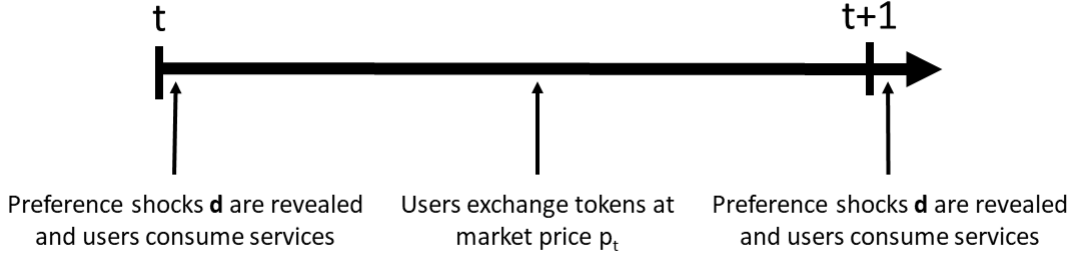 t
t+1
Preference shocks d are revealed
and users consume services
Users exchange tokens at
market price pt
Preference shocks d are revealed
and users consume services